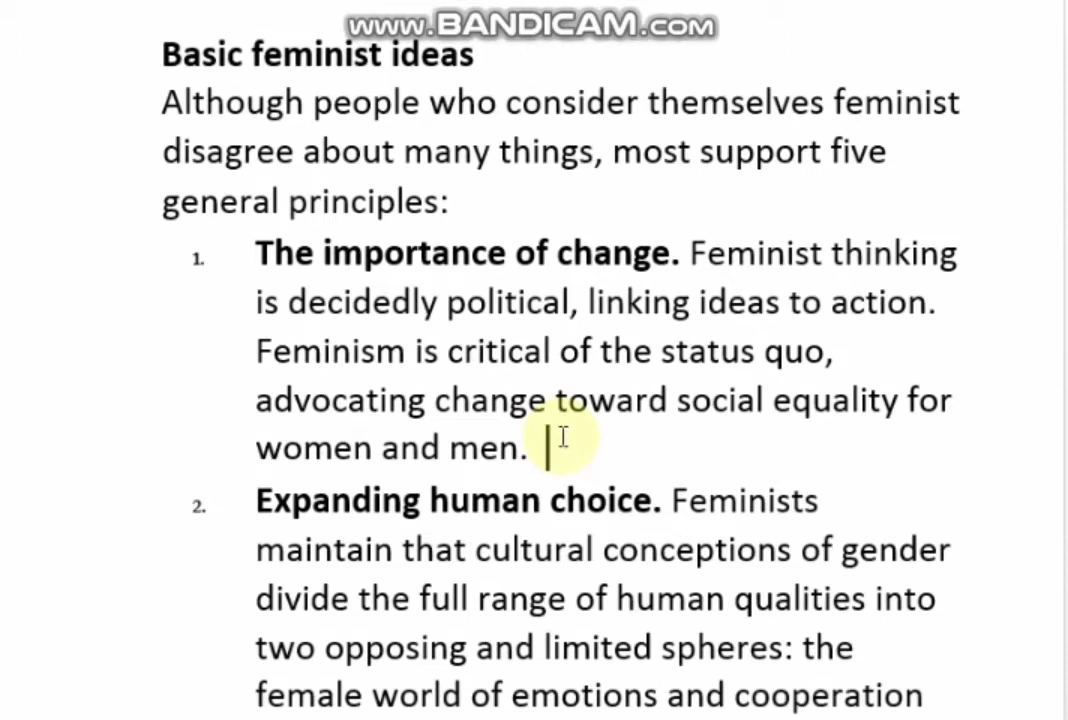 www.BANDICAM.com
Basic feminist ideas
Although people who consider themselves feminist
disagree about many things, most support five
general principles:
1. The importance of change. Feminist thinking
is decidedly political, linking ideas to action.
Feminism is critical of the status quo,
advocating change toward social equality for
women and men.
2. Expanding human choice. Feminists
maintain that cultural conceptions of gender
divide the full range of human qualities into
two opposing and limited spheres: the
female world of emotions and cooperation